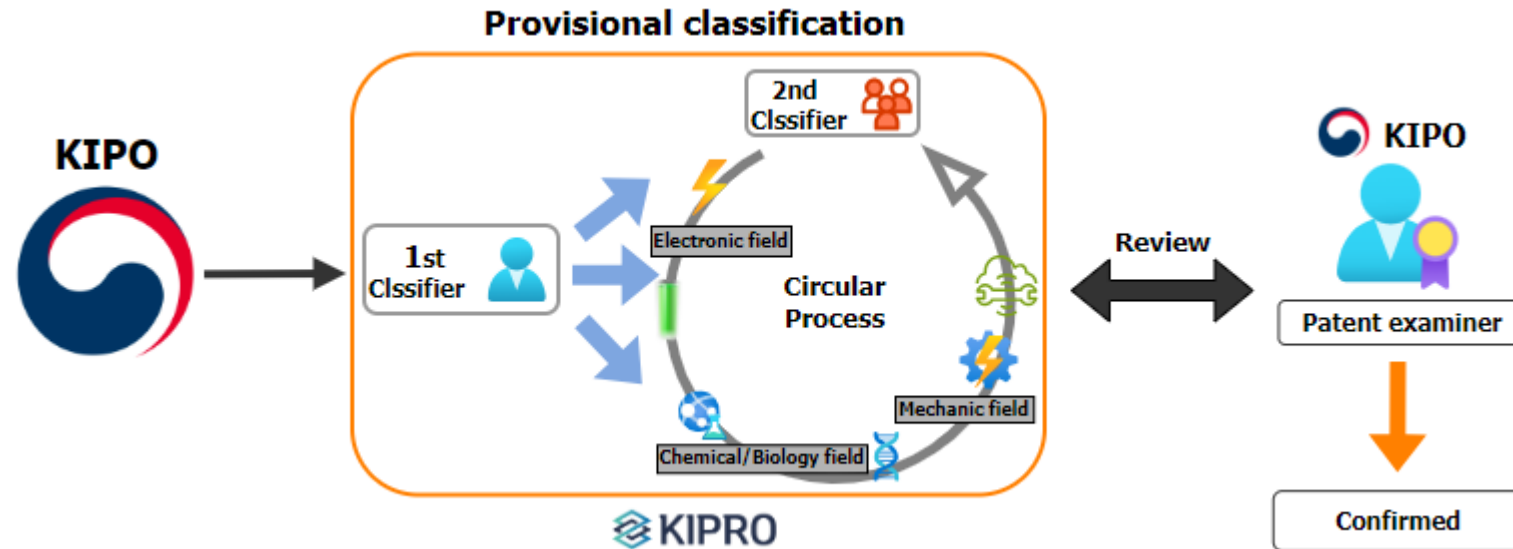 Provisional classification
KIPO
1st
Clssifier
2nd
Clssifier
Electronic field
Circular
Process
Mechanic field
Chemical/Biology field
KIPRO
Review
KIPO
Patent examiner
Confirmed